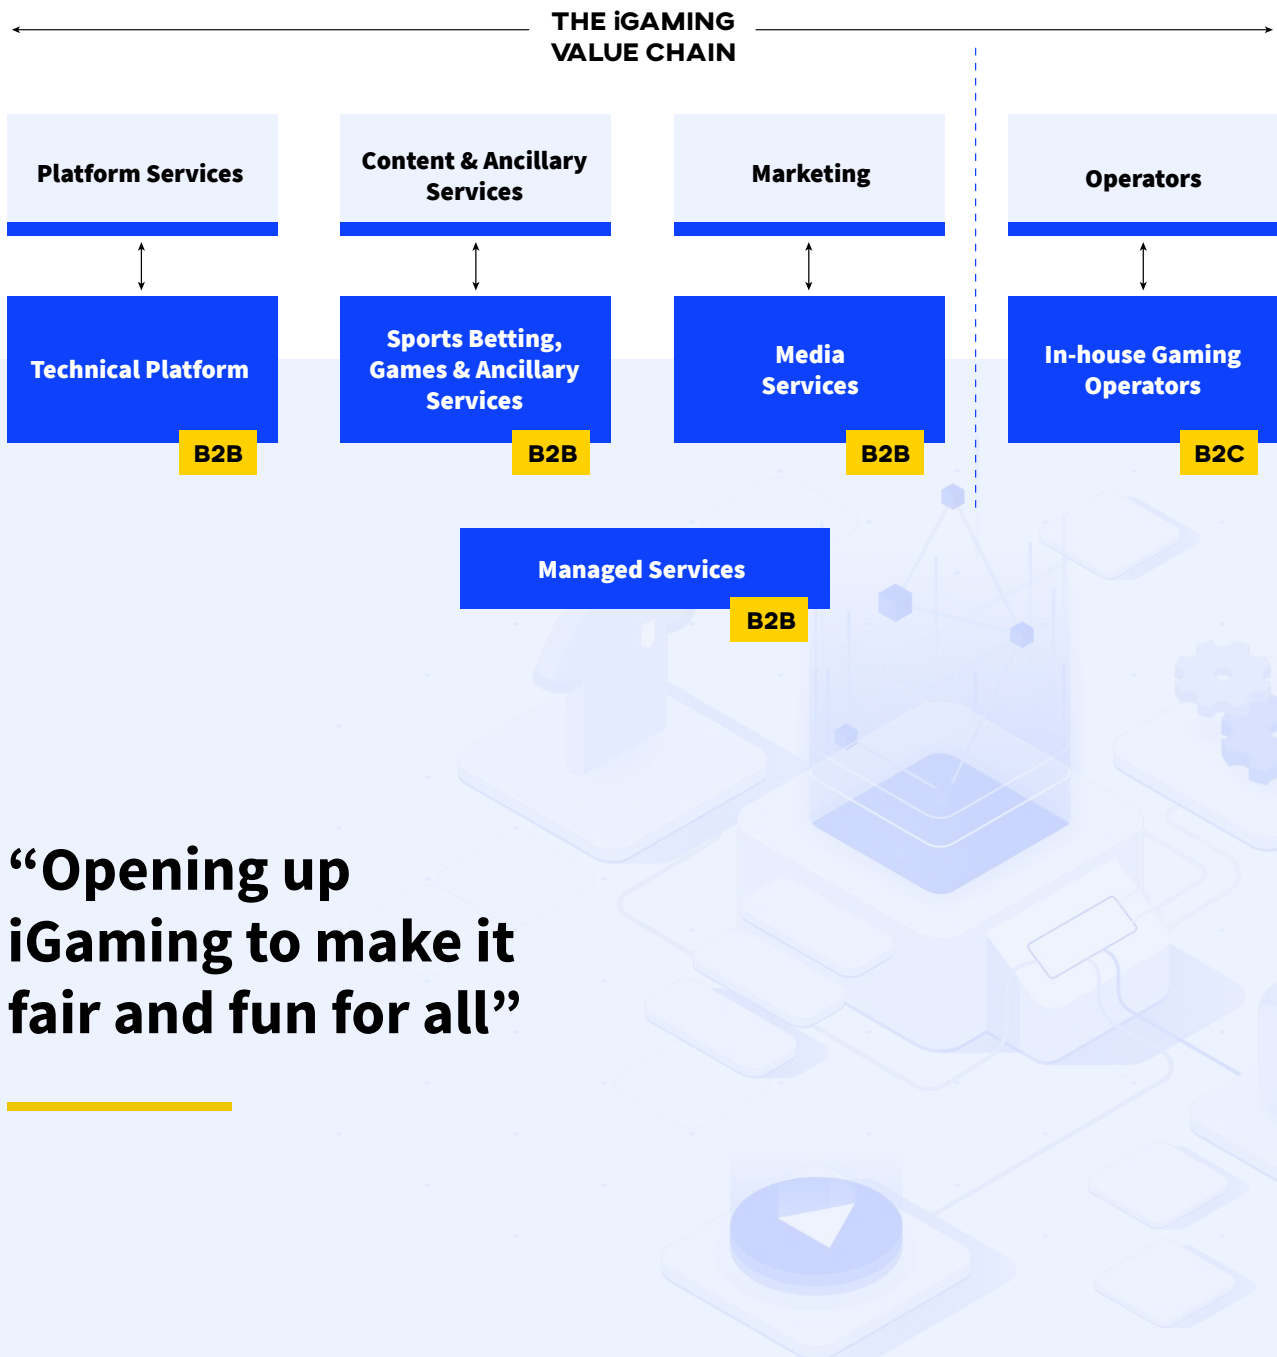 THE iGAMING
VALUE CHAIN
Platform Services
Content & Ancillary
Services
Marketing
Operators
Technical Platform
B2B
Sports Betting,
Games & Ancillary
Services
B2B
Media
Services
B2B
In-house Gaming
Operators
B2C
Managed Services
B2B
“Opening up
iGaming to make it
fair and fun for all”